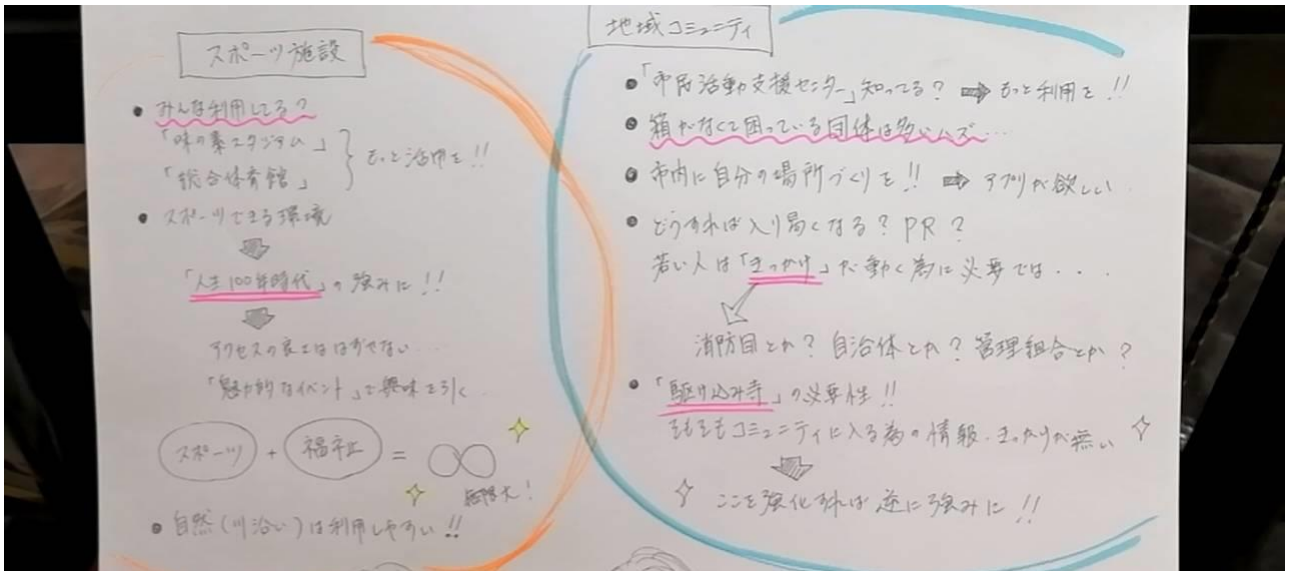 スポーツ施設
● みんな利用してる?
「味の素スタジアム」
「総合体育館」
もっと活用を!!
● スポーツできる環境
「人生100年時代」の強みに!!
アクセスの良さははずせない
「魅力的なイベント」で興味を引く
スポーツ + 福祉 = ∞
無限大!
● 自然(川沿い)は利用しやすい!!
地域コミュニティ
● 「市民活動支援センター」知ってる? ⇒ もっと利用を!!
● 箱がなくて困っている団体は多いハズ・・・
● 市内に自分の場所づくりを!! ⇒ アプリが欲しい
● どうすれば入り易くなる? PR?
若い人は「きっかけ」が動く為に必要では・・・
消防団とか? 自治体とか? 管理組合とか?
● 「駆け込み寺」の必要性!!
そもそもコミュニティに入る為の情報・きっかけが無い
ここを強化すれば逆に強みに!!